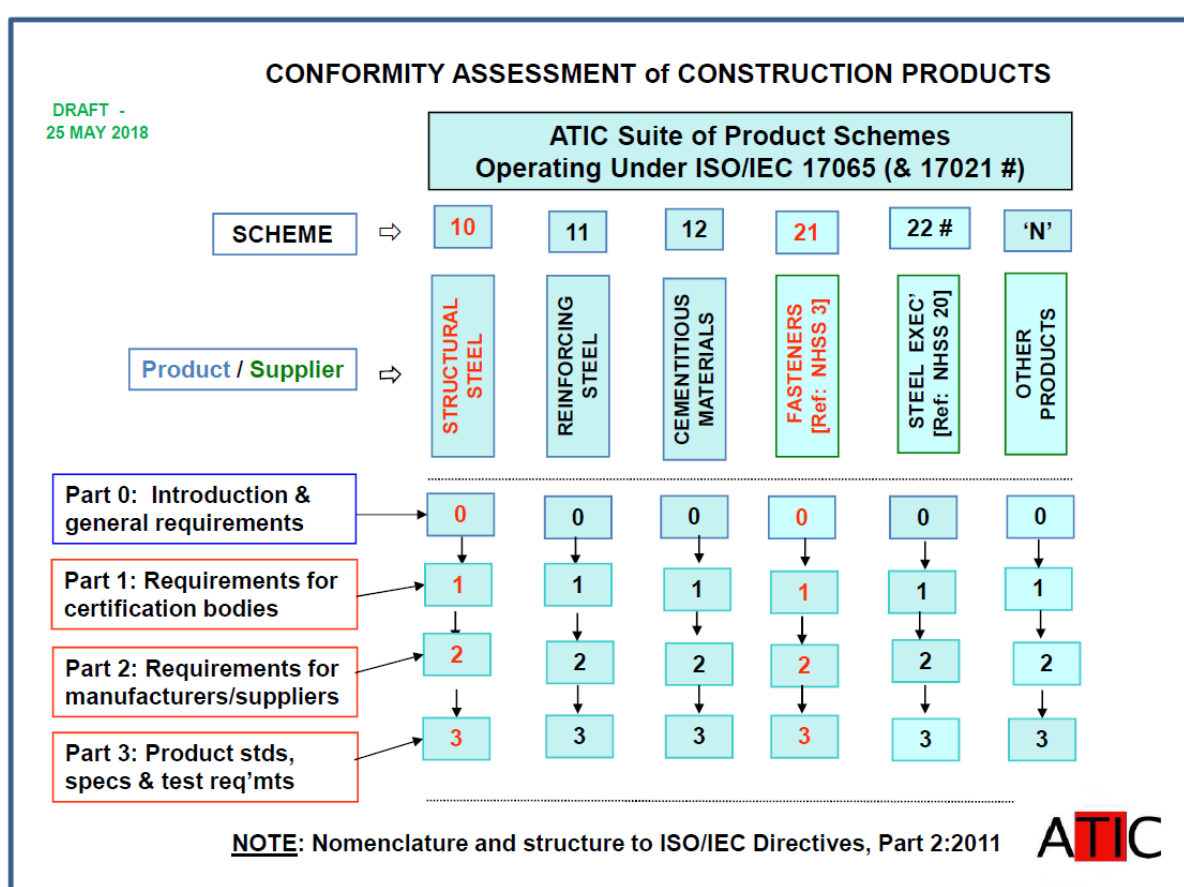 CONFORMITY ASSESSMENT of CONSTRUCTION PRODUCTS
DRAFT -
25 MAY 2018
ATIC Suite of Product Schemes
Operating Under ISO/IEC 17065 (& 17021 #)
SCHEME
10
11
12
21
22 #
‘N’
Product / Supplier
STRUCTURAL
STEEL
REINFORCING
STEEL
CEMENTITIOUS
MATERIALS
FASTENERS
[Ref: NHSS 3]
STEEL EXEC’
[Ref: NHSS 20]
OTHER
PRODUCTS
Part 0: Introduction &
general requirements
0 0 0 0 0 0
Part 1: Requirements for
certification bodies
1 1 1 1 1 1
Part 2: Requirements for
manufacturers/suppliers
2 2 2 2 2 2
Part 3: Product stds,
specs & test req’mts
3 3 3 3 3 3
NOTE: Nomenclature and structure to ISO/IEC Directives, Part 2:2011
ATIC